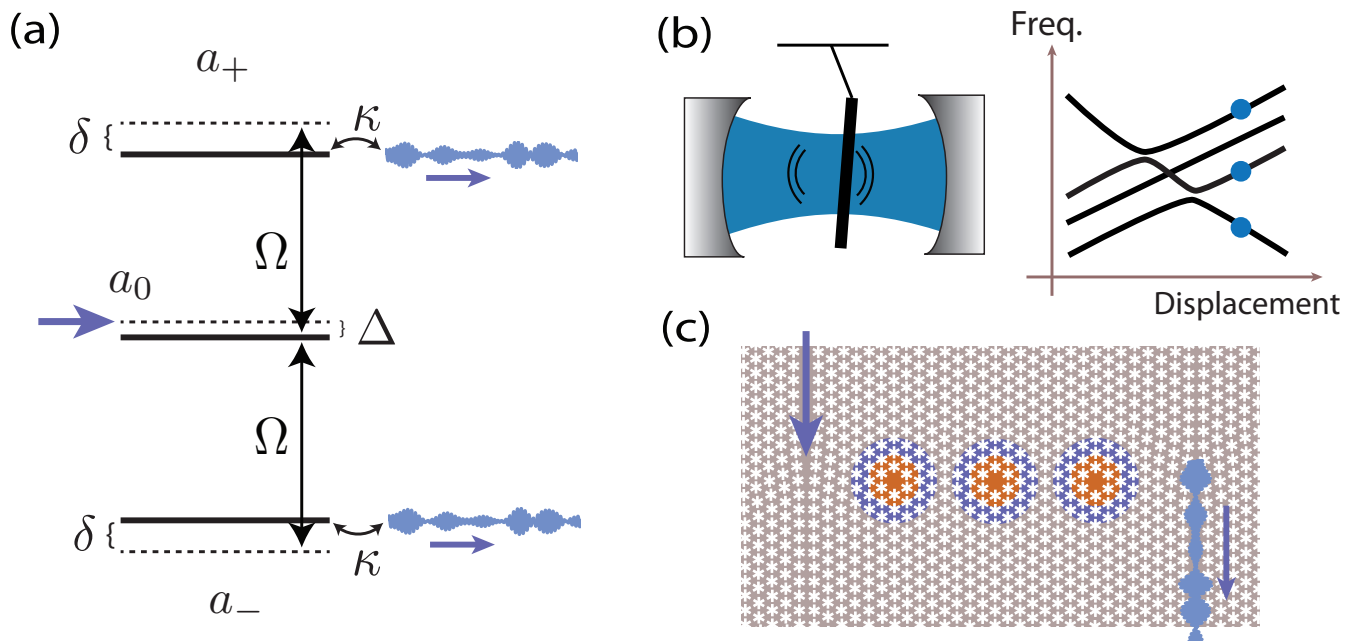 (a)
a₊
δ {
κ
Ω
a₀
} Δ
Ω
δ {
κ
a₋
(b)
Freq.
Displacement
(c)